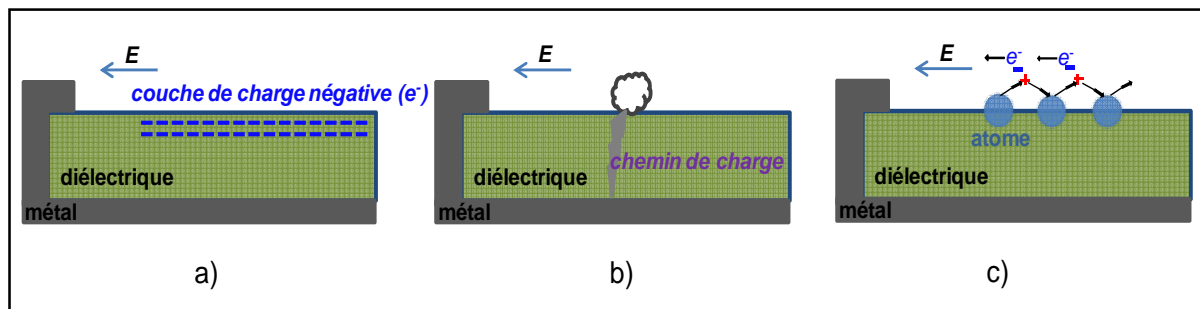 E
couche de charge négative (e-)
diélectrique
métal
a)
E
chemin de charge
diélectrique
métal
b)
E
e- e-
+ +
atome
diélectrique
métal
c)